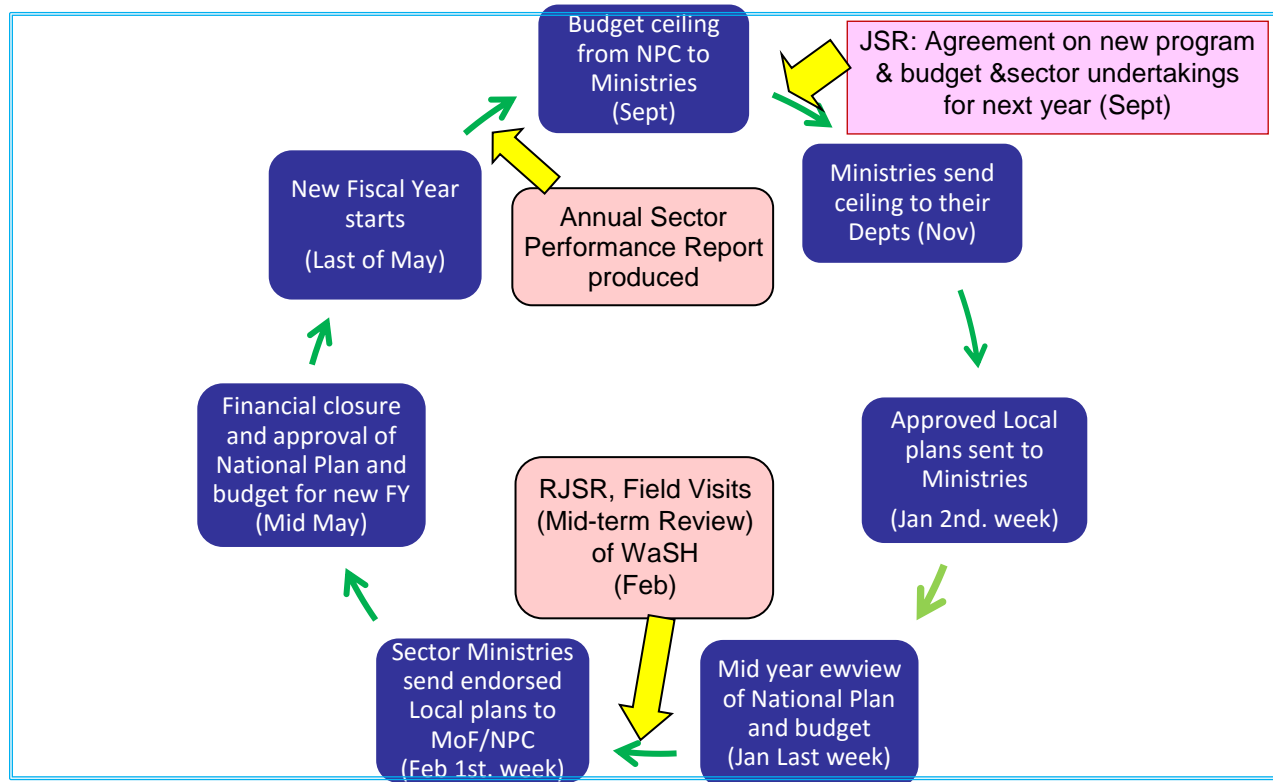 Budget ceiling
from NPC to
Ministries
(Sept)
JSR: Agreement on new program
& budget &sector undertakings
for next year (Sept)
Ministries send
ceiling to their
Depts (Nov)
New Fiscal Year
starts
(Last of May)
Annual Sector
Performance Report
produced
Approved Local
plans sent to
Ministries
(Jan 2nd. week)
Financial closure
and approval of
National Plan and
budget for new FY
(Mid May)
RJSR, Field Visits
(Mid-term Review)
of WaSH
(Feb)
Sector Ministries
send endorsed
Local plans to
MoF/NPC
(Feb 1st. week)
Mid year ewview
of National Plan
and budget
(Jan Last week)